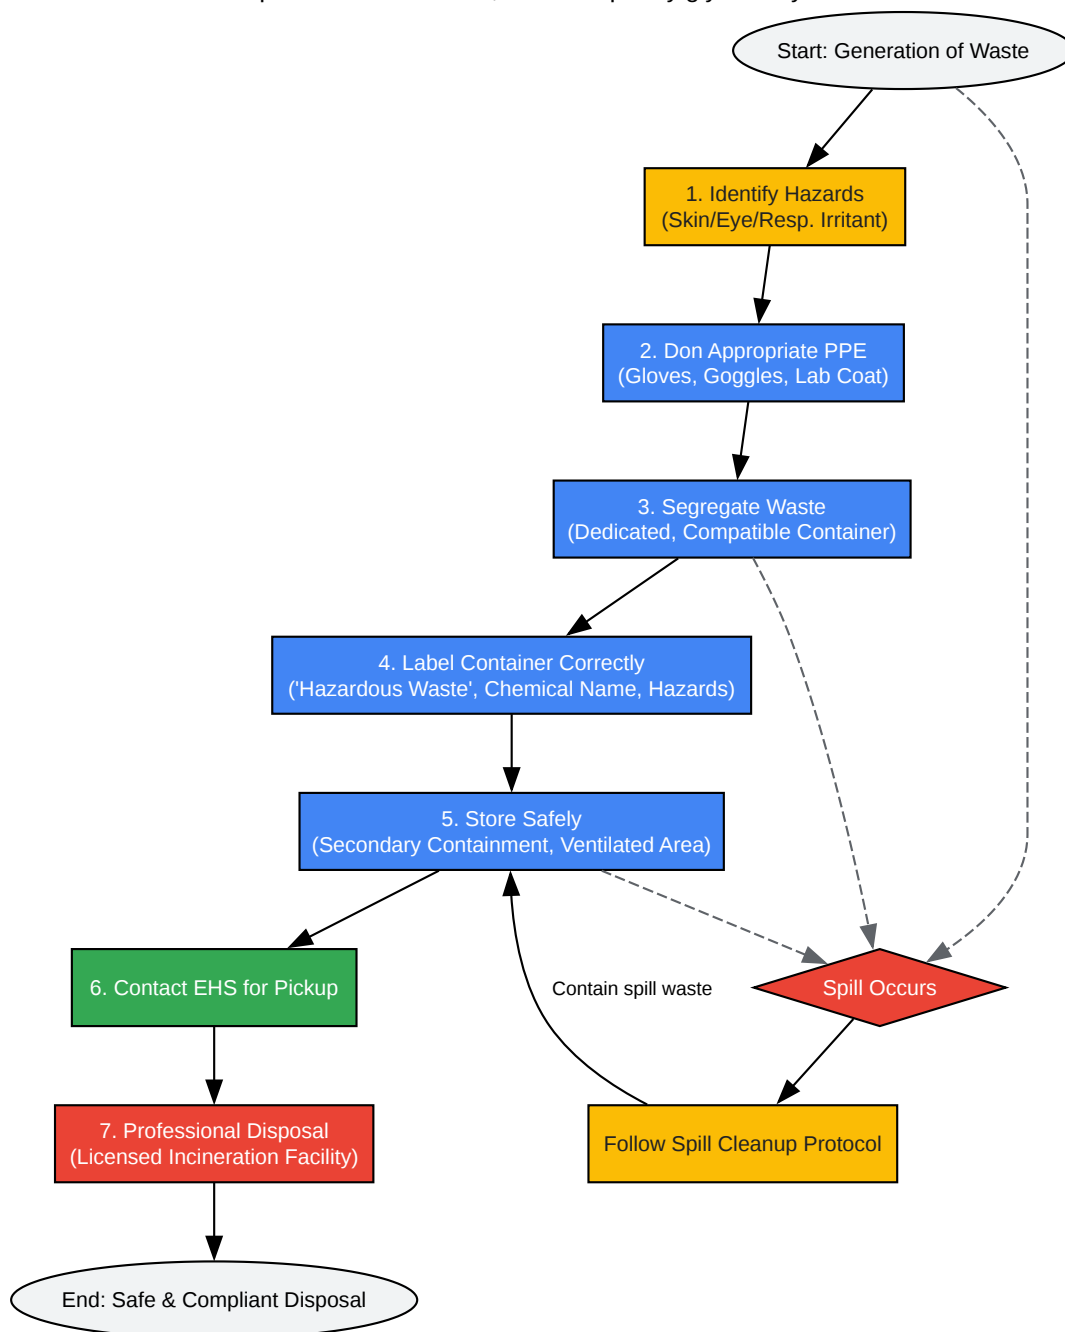 Start: Generation of Waste
1. Identify Hazards
(Skin/Eye/Resp. Irritant)
2. Don Appropriate PPE
(Gloves, Goggles, Lab Coat)
3. Segregate Waste
(Dedicated, Compatible Container)
4. Label Container Correctly
('Hazardous Waste', Chemical Name, Hazards)
5. Store Safely
(Secondary Containment, Ventilated Area)
6. Contact EHS for Pickup
Contain spill waste
Spill Occurs
7. Professional Disposal
(Licensed Incineration Facility)
Follow Spill Cleanup Protocol
End: Safe & Compliant Disposal